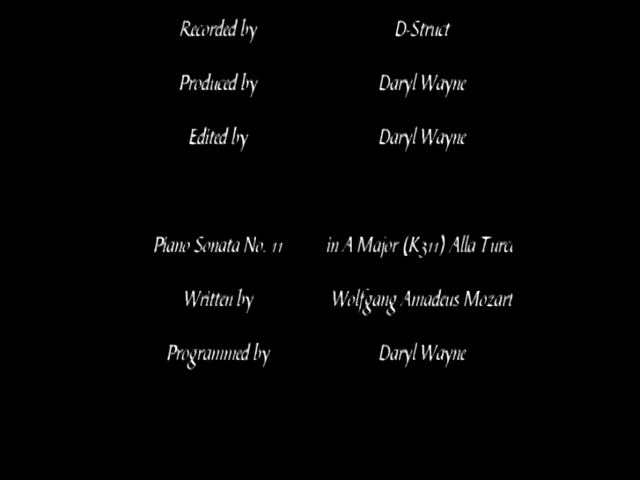 Recorded by D-Struct
Produced by Daryl Wayne
Edited by Daryl Wayne
Piano Sonata No. 11 in A Major (K311) Alla Turca
Written by Wolfgang Amadeus Mozart
Programmed by Daryl Wayne